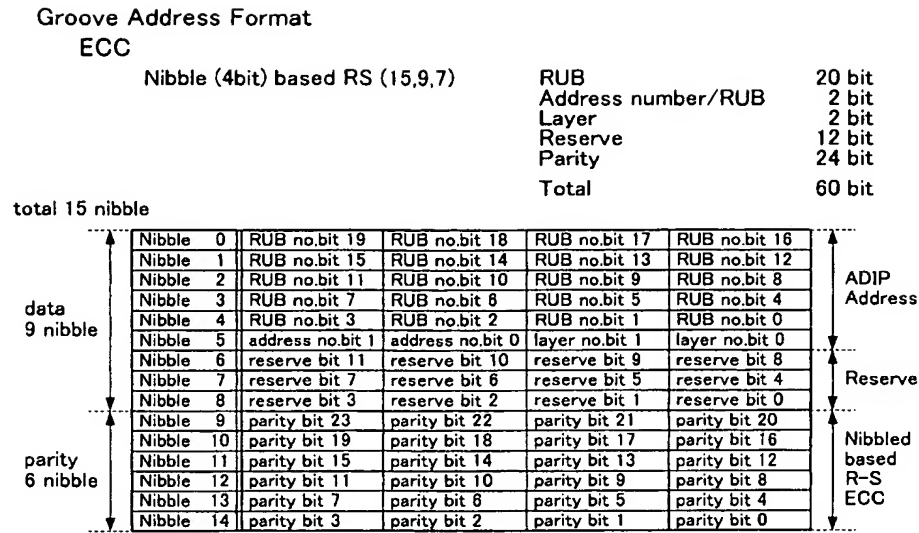 Groove Address Format
ECC
Nibble (4bit) based RS (15,9,7)
RUB 20 bit
Address number/RUB 2 bit
Layer 2 bit
Reserve 12 bit
Parity 24 bit
Total 60 bit
total 15 nibble
Nibble 0 RUB no.bit 19 RUB no.bit 18 RUB no.bit 17 RUB no.bit 16
Nibble 1 RUB no.bit 15 RUB no.bit 14 RUB no.bit 13 RUB no.bit 12
Nibble 2 RUB no.bit 11 RUB no.bit 10 RUB no.bit 9 RUB no.bit 8
Nibble 3 RUB no.bit 7 RUB no.bit 6 RUB no.bit 5 RUB no.bit 4
Nibble 4 RUB no.bit 3 RUB no.bit 2 RUB no.bit 1 RUB no.bit 0
Nibble 5 address no.bit 1 address no.bit 0 layer no.bit 1 layer no.bit 0
Nibble 6 reserve bit 11 reserve bit 10 reserve bit 9 reserve bit 8
Nibble 7 reserve bit 7 reserve bit 6 reserve bit 5 reserve bit 4
Nibble 8 reserve bit 3 reserve bit 2 reserve bit 1 reserve bit 0
Nibble 9 parity bit 23 parity bit 22 parity bit 21 parity bit 20
Nibble 10 parity bit 19 parity bit 18 parity bit 17 parity bit 16
Nibble 11 parity bit 15 parity bit 14 parity bit 13 parity bit 12
Nibble 12 parity bit 11 parity bit 10 parity bit 9 parity bit 8
Nibble 13 parity bit 7 parity bit 6 parity bit 5 parity bit 4
Nibble 14 parity bit 3 parity bit 2 parity bit 1 parity bit 0
data
9 nibble
parity
6 nibble
ADIP
Address
Reserve
Nibbled
based
R-S
ECC